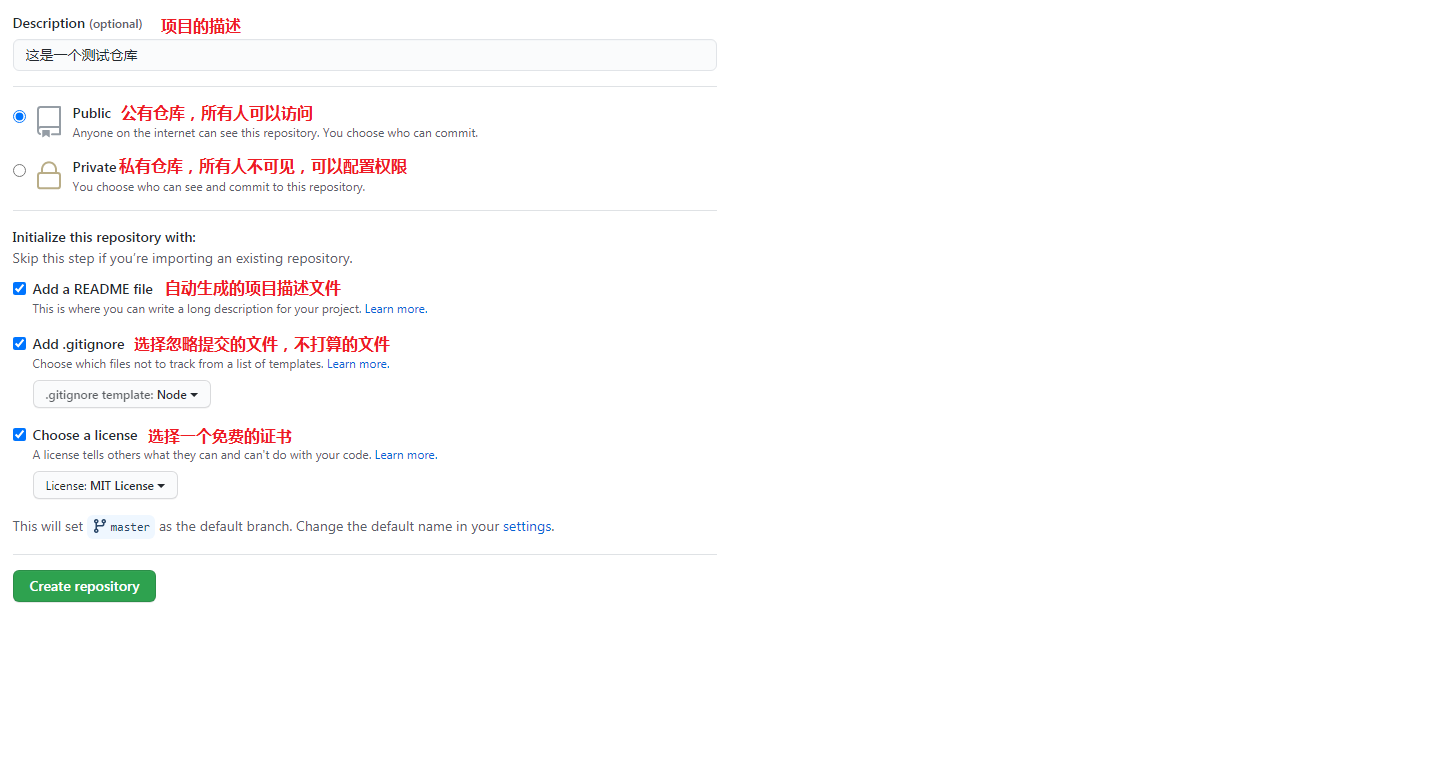 Description (optional) 项目的描述
这是一个测试仓库
Public 公有仓库，所有人可以访问
Anyone on the internet can see this repository. You choose who can commit.
Private 私有仓库，所有人不可见，可以配置权限
You choose who can see and commit to this repository.
Initialize this repository with:
Skip this step if you're importing an existing repository.
Add a README file 自动生成的项目描述文件
This is where you can write a long description for your project. Learn more.
Add .gitignore 选择忽略提交的文件，不打算的文件
Choose which files not to track from a list of templates. Learn more.
.gitignore template: Node
Choose a license 选择一个免费的证书
A license tells others what they can and can't do with your code. Learn more.
License: MIT License
This will set master as the default branch. Change the default name in your settings.
Create repository